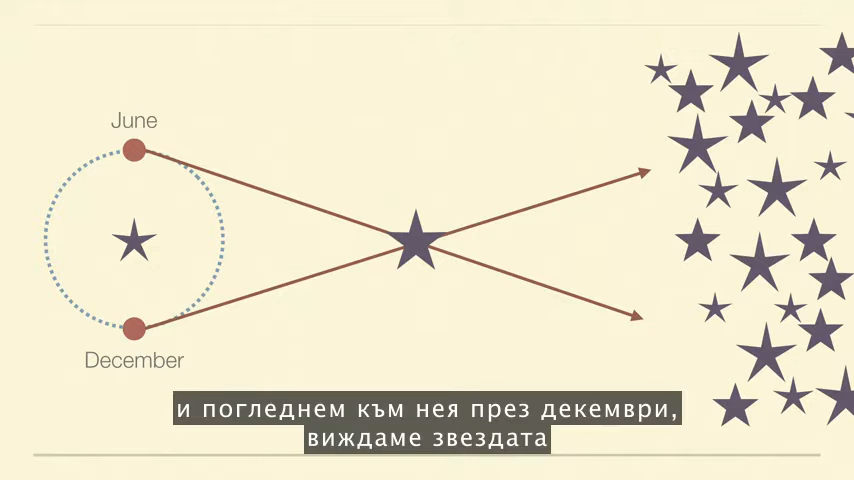 June
December
и погледнем към нея през декември,
виждаме звездата